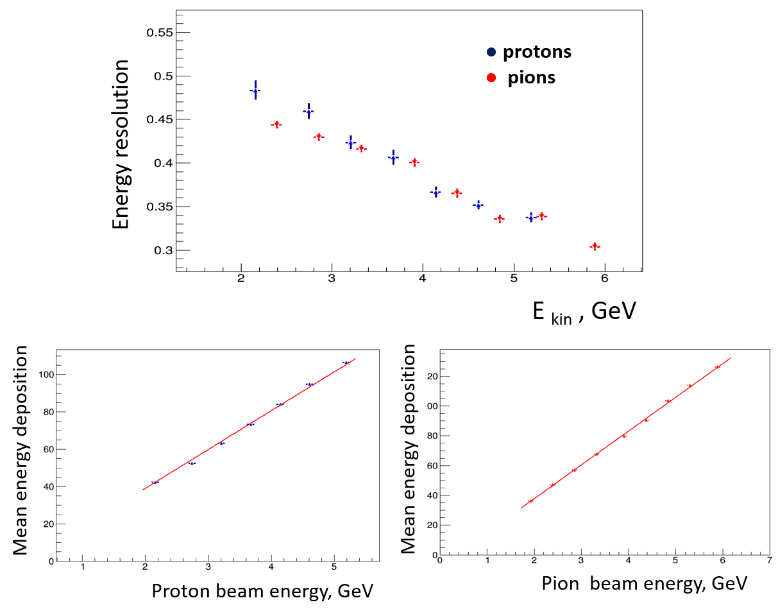 0.55
0.5
0.45
0.4
0.35
0.3
Energy resolution
protons
pions
2 3 4 5 6
E kin , GeV
100
80
60
40
20
0
Mean energy deposition
1 2 3 4 5
Proton beam energy, GeV
20
00
80
60
40
20
0
Mean energy deposition
0 1 2 3 4 5 6 7
Pion beam energy, GeV